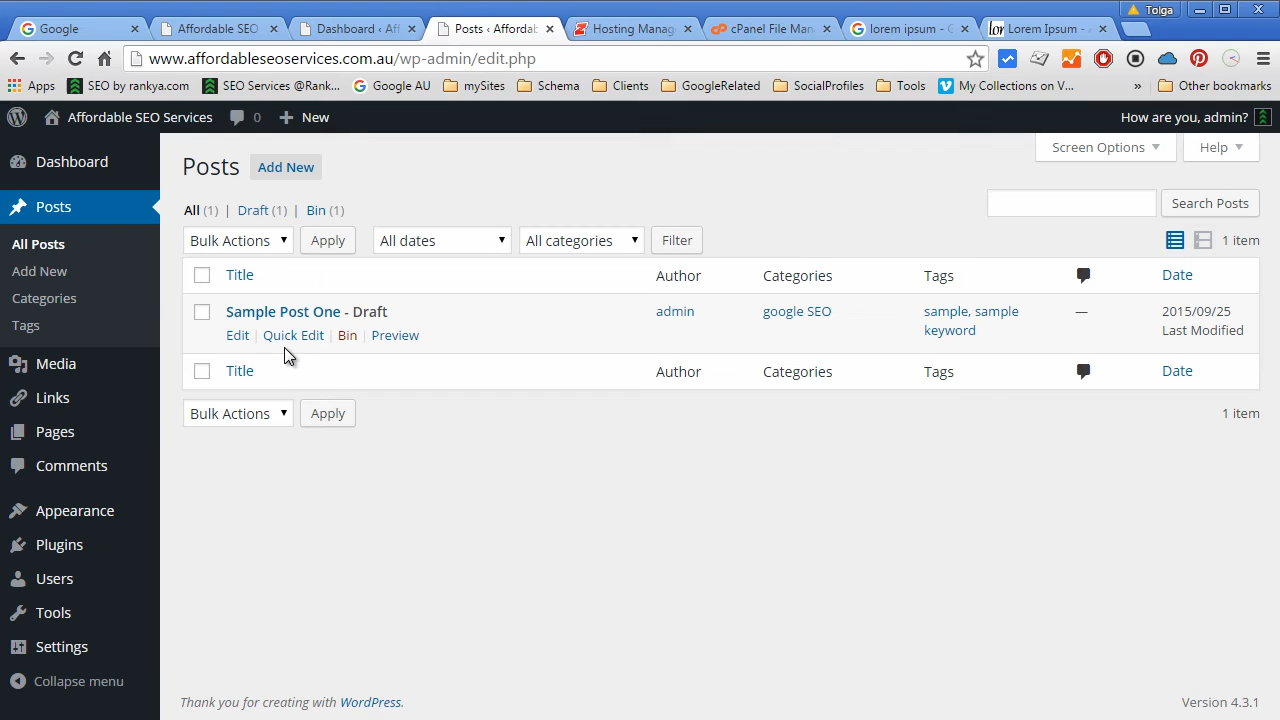 Tolga
Google
Affordable SEO
Dashboard ‹ Aff
Posts ‹ Affordab
Hosting Manag
cPanel File Man
lorem ipsum - G
Lorem Ipsum -
www.affordableseoservices.com.au/wp-admin/edit.php
Apps SEO by rankya.com SEOServices @Rank... Google AU mySites Schema Clients GoogleRelated SocialProfiles Tools My Collections on V... » Other bookmarks
Affordable SEO Services 0 New How are you, admin?
Screen Options Help
Dashboard
Posts
All Posts
Add New
Categories
Tags
Media
Links
Pages
Comments
Appearance
Plugins
Users
Tools
Settings
Collapse menu
Posts Add New
All (1) | Draft (1) | Bin (1)
Search Posts
Bulk Actions Apply All dates All categories Filter 1 item
Title Author Categories Tags Date
Sample Post One - Draft admin google SEO sample, sample keyword 2015/09/25 Last Modified
Edit | Quick Edit | Bin | Preview
Title Author Categories Tags Date
Bulk Actions Apply 1 item
Thank you for creating with WordPress. Version 4.3.1